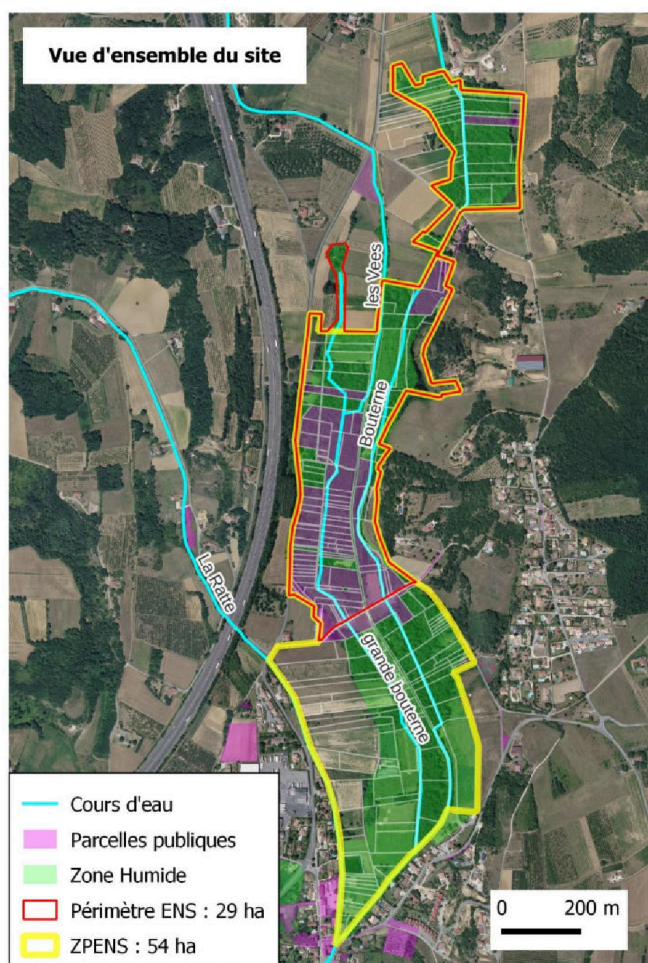 Vue d'ensemble du site
les Vees
Bouterne
La Ratte
grande bouterne
Cours d'eau
Parcelles publiques
Zone Humide
Périmètre ENS : 29 ha
ZPENS : 54 ha
0 200 m